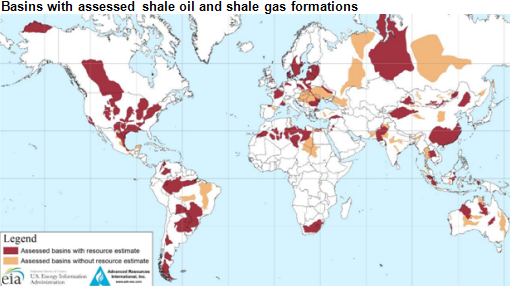 Basins with assessed shale oil and shale gas formations
Legend
Assessed basins with resource estimate
Assessed basins without resource estimate
eia
U.S. Energy Information
Administration
Advanced Resources
International, Inc.